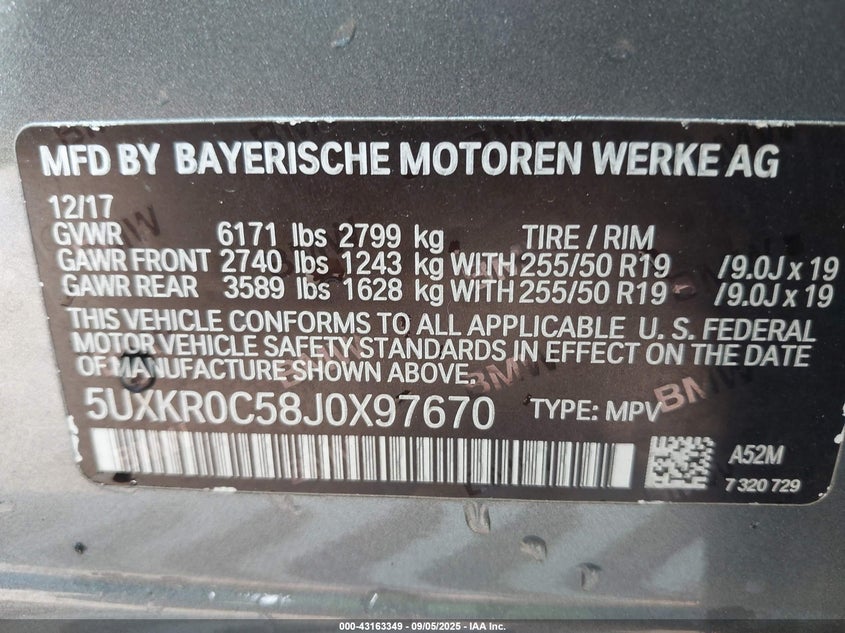 MFD BY BAYERISCHE MOTOREN WERKE AG
12/17
GVWR 6171 lbs 2799 kg TIRE / RIM
GAWR FRONT 2740 lbs 1243 kg WITH 255/50 R19 /9.0J x 19
GAWR REAR 3589 lbs 1628 kg WITH 255/50 R19 /9.0J x 19
THIS VEHICLE CONFORMS TO ALL APPLICABLE U. S. FEDERAL
MOTOR VEHICLE SAFETY STANDARDS IN EFFECT ON THE DATE
OF MANUFACTURE SHOWN ABOVE.
5UXKR0C58J0X97670 TYPE: MPV
A52M
7 320 729
000-43163349 | 09/05/2025 | IAA Inc.